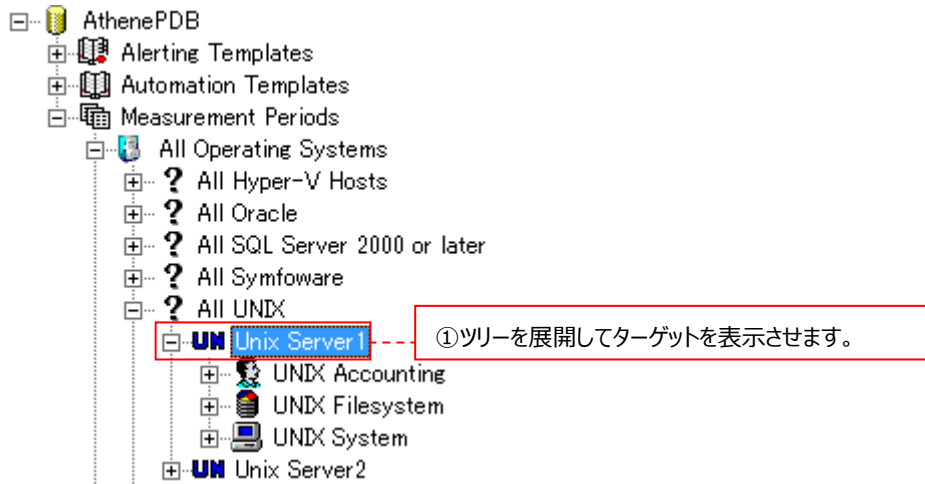 AthenePDB
Alerting Templates
Automation Templates
Measurement Periods
All Operating Systems
? All Hyper-V Hosts
? All Oracle
? All SQL Server 2000 or later
? All Symfoware
? All UNIX
UN Unix Server1
①ツリーを展開してターゲットを表示させます。
UNIX Accounting
UNIX Filesystem
UNIX System
UN Unix Server2